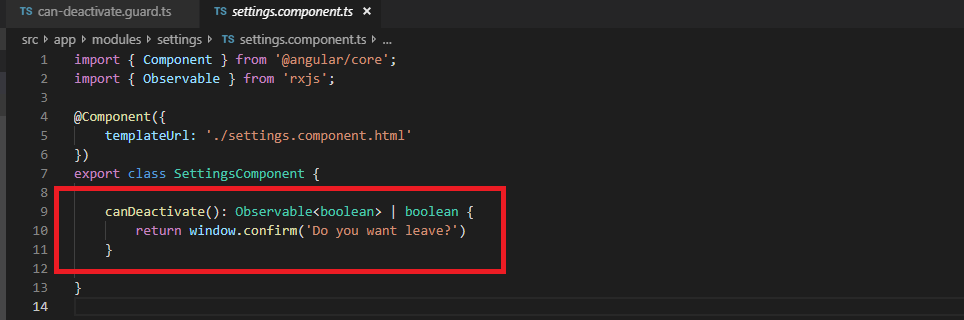 TS can-deactivate.guard.ts TS settings.component.ts ×
src > app > modules > settings > TS settings.component.ts > ...
1 import { Component } from '@angular/core';
2 import { Observable } from 'rxjs';
3
4 @Component({
5 templateUrl: './settings.component.html'
6 })
7 export class SettingsComponent {
8
9 canDeactivate(): Observable<boolean> | boolean {
10 return window.confirm('Do you want leave?')
11 }
12
13 }
14